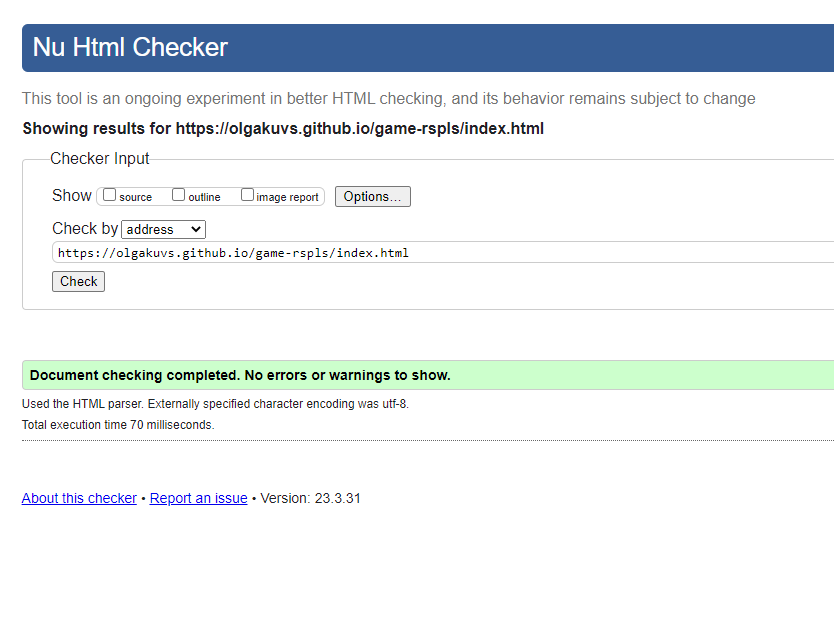 Nu Html Checker
This tool is an ongoing experiment in better HTML checking, and its behavior remains subject to change
Showing results for https://olgakuvs.github.io/game-rspls/index.html
Checker Input
Show source outline image report Options...
Check by address
https://olgakuvs.github.io/game-rspls/index.html
Check
Document checking completed. No errors or warnings to show.
Used the HTML parser. Externally specified character encoding was utf-8.
Total execution time 70 milliseconds.
About this checker • Report an issue • Version: 23.3.31